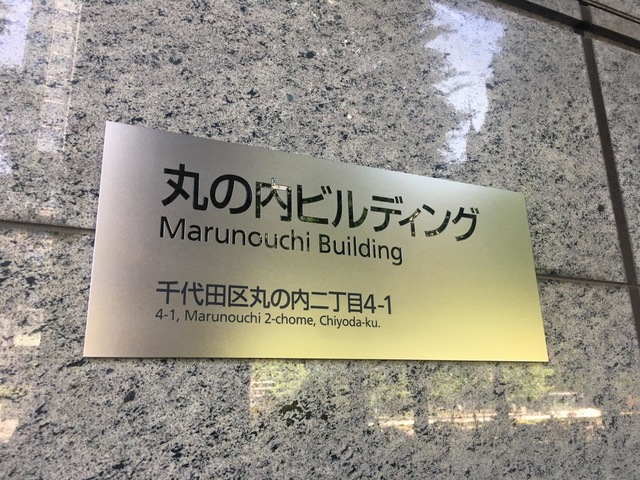 丸の内ビルディング
Marunouchi Building
千代田区丸の内二丁目4-1
4-1, Marunouchi 2-chome, Chiyoda-ku.